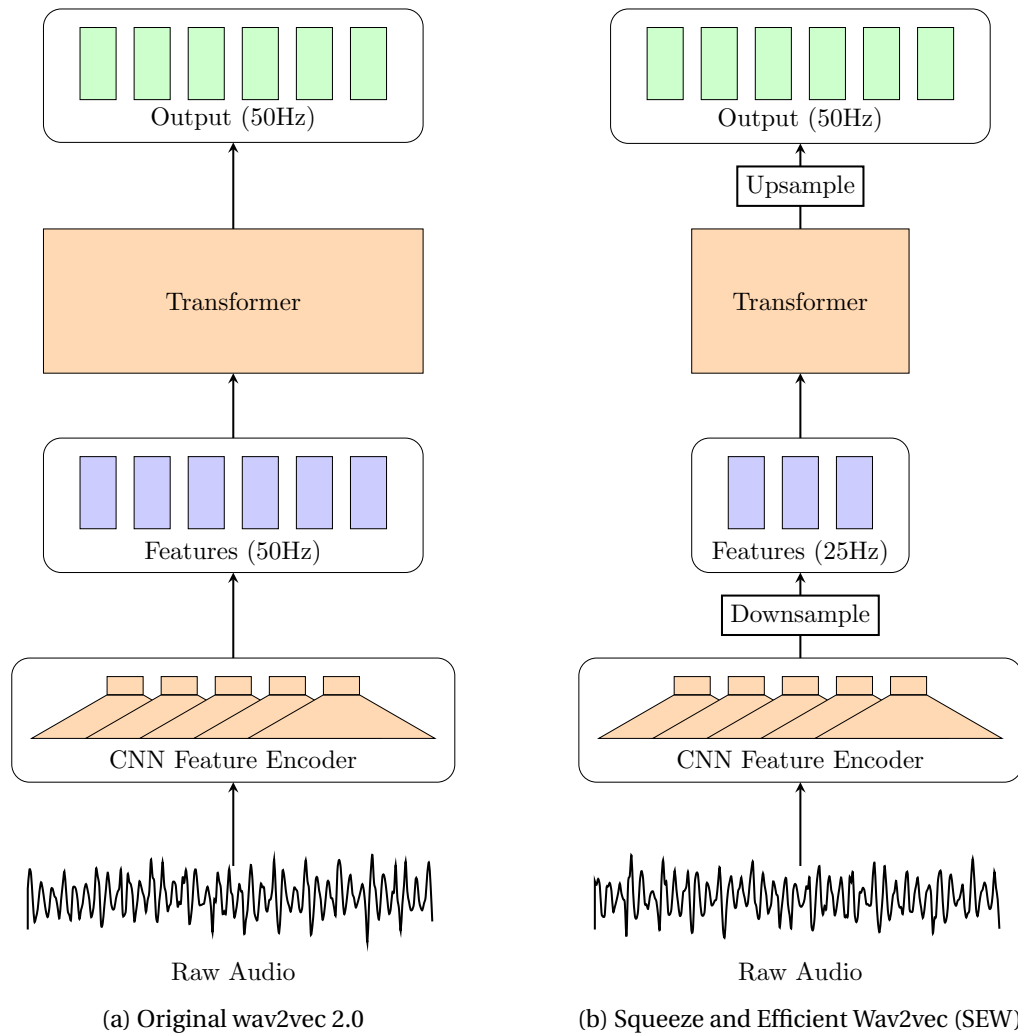 Output (50Hz)
Transformer
Features (50Hz)
CNN Feature Encoder
Raw Audio
(a) Original wav2vec 2.0
Output (50Hz)
Upsample
Transformer
Features (25Hz)
Downsample
CNN Feature Encoder
Raw Audio
(b) Squeeze and Efficient Wav2vec (SEW)